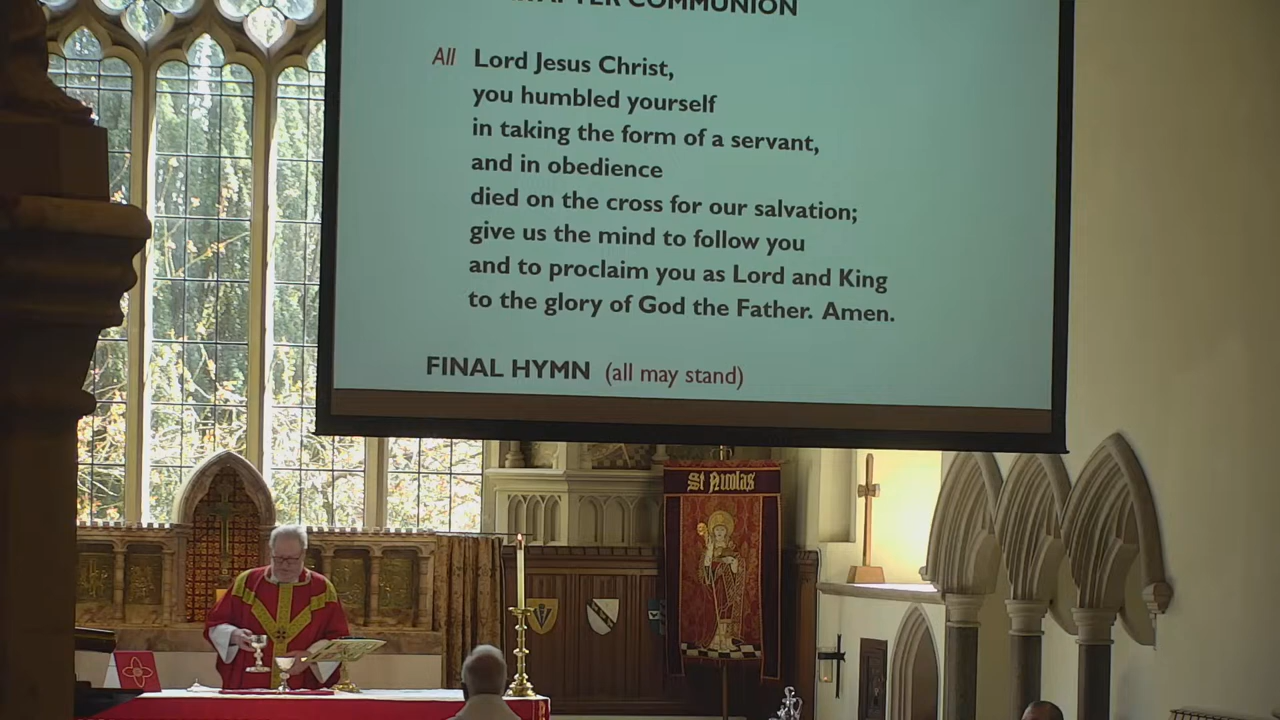 AFTER COMMUNION
All Lord Jesus Christ,
you humbled yourself
in taking the form of a servant,
and in obedience
died on the cross for our salvation;
give us the mind to follow you
and to proclaim you as Lord and King
to the glory of God the Father. Amen.
FINAL HYMN (all may stand)
St Nicolas